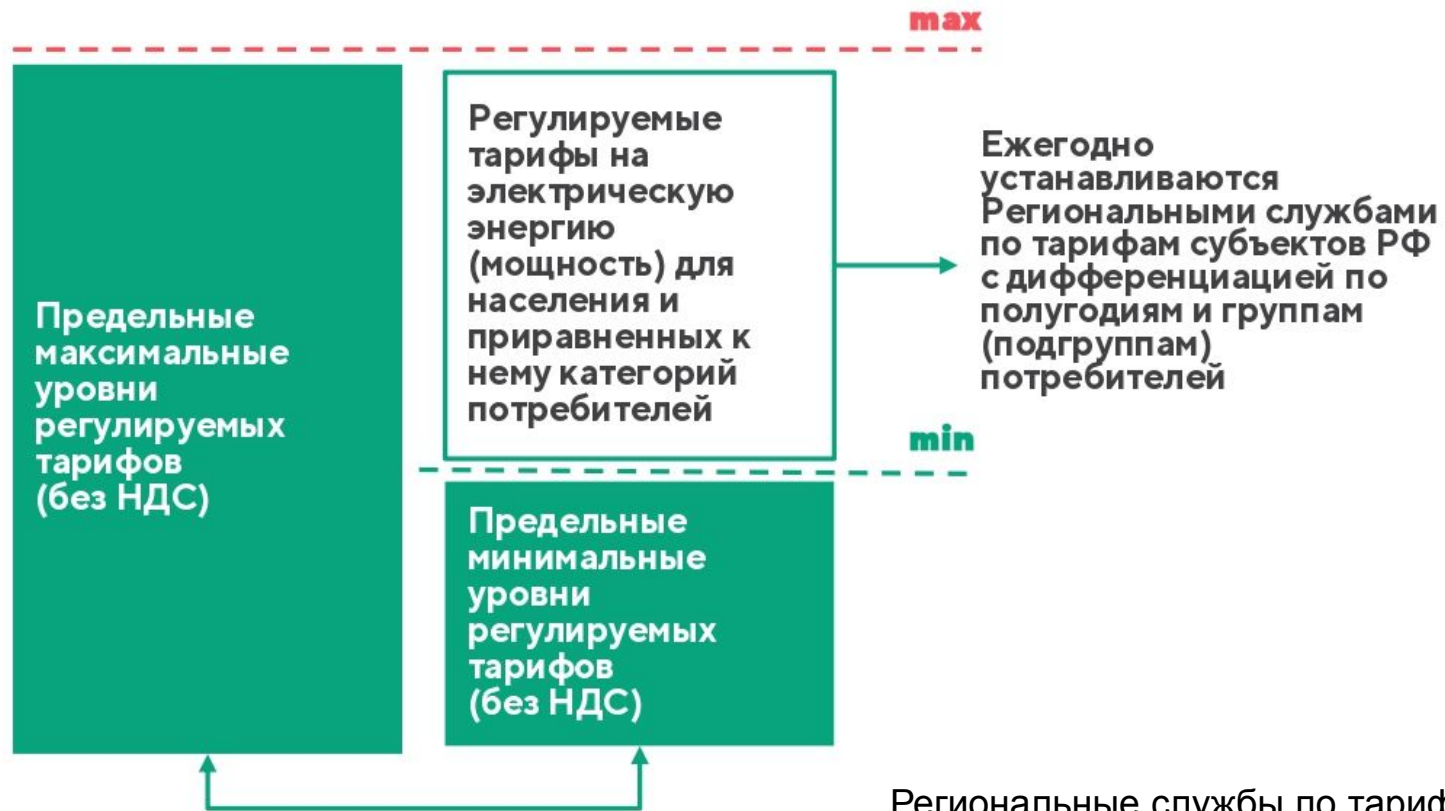 max
Предельные
максимальные
уровни
регулируемых
тарифов
(без НДС)
Регулируемые
тарифы на
электрическую
энергию
(мощность) для
населения и
приравненных к
нему категорий
потребителей
Ежегодно
устанавливаются
Региональными службами
по тарифам субъектов РФ
с дифференциацией по
полугодиям и группам
(подгруппам)
потребителей
min
Предельные
минимальные
уровни
регулируемых
тарифов
(без НДС)
Региональные службы по